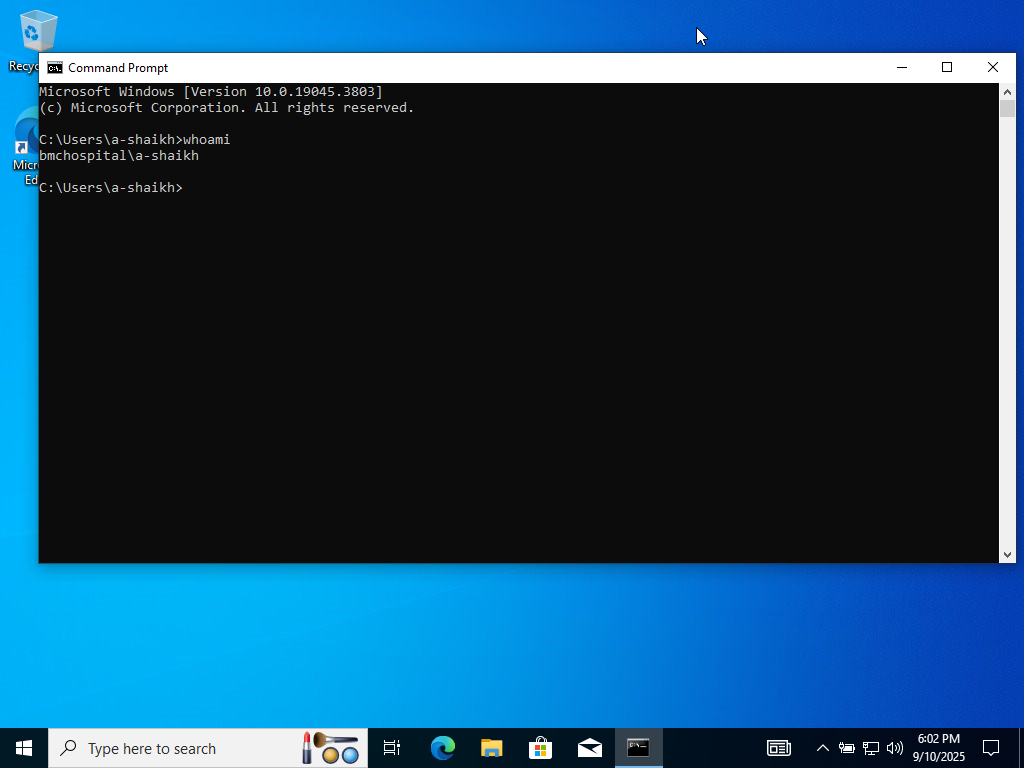 Recyc
Command Prompt
Microsoft Windows [Version 10.0.19045.3803]
(c) Microsoft Corporation. All rights reserved.
C:\Users\a-shaikh>whoami
bmchospital\a-shaikh
C:\Users\a-shaikh>
Micr
Ed
Type here to search
6:02 PM
9/10/2025